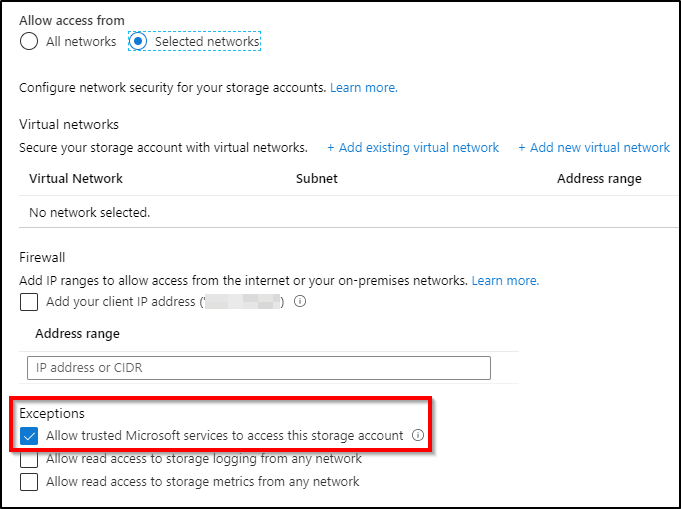 Allow access from
All networks Selected networks
Configure network security for your storage accounts. Learn more.
Virtual networks
Secure your storage account with virtual networks. + Add existing virtual network + Add new virtual network
Virtual Network Subnet Address range
No network selected.
Firewall
Add IP ranges to allow access from the internet or your on-premises networks. Learn more.
Add your client IP address (' )
Address range
IP address or CIDR
Exceptions
Allow trusted Microsoft services to access this storage account
Allow read access to storage logging from any network
Allow read access to storage metrics from any network